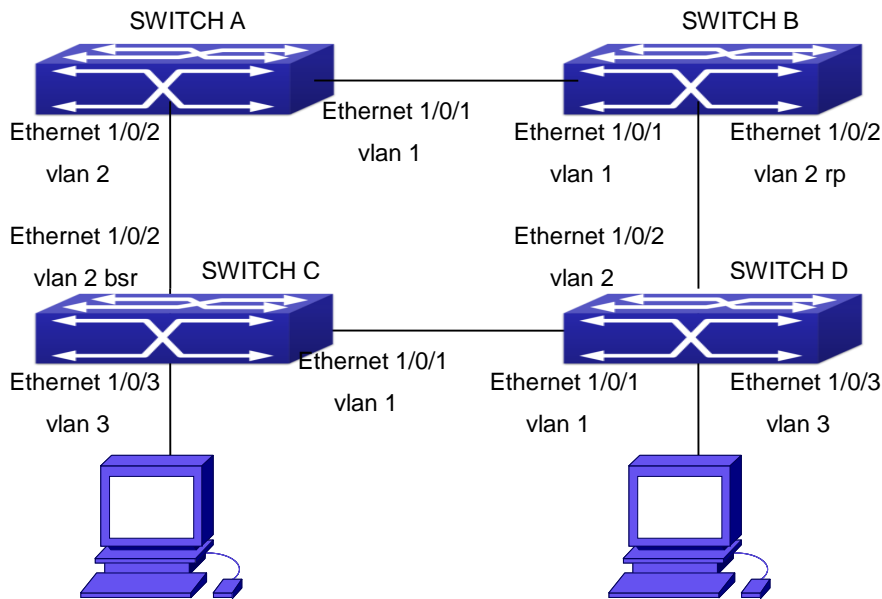 SWITCH A
SWITCH B
Ethernet 1/0/1
vlan 1
Ethernet 1/0/2
vlan 2
Ethernet 1/0/1
vlan 1
Ethernet 1/0/2
vlan 2 rp
Ethernet 1/0/2
vlan 2 bsr
SWITCH C
Ethernet 1/0/2
vlan 2
SWITCH D
Ethernet 1/0/3
vlan 3
Ethernet 1/0/1
vlan 1
Ethernet 1/0/1
vlan 1
Ethernet 1/0/3
vlan 3